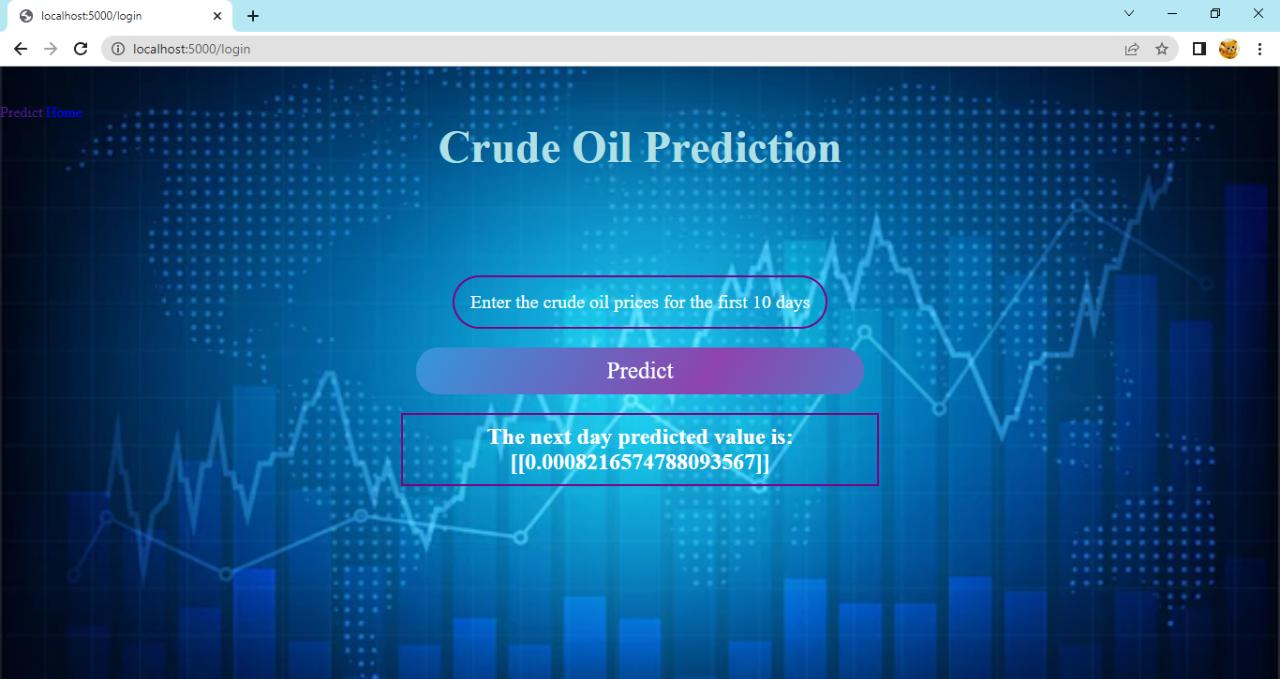 localhost:5000/login
localhost:5000/login
Predict Home
Crude Oil Prediction
Enter the crude oil prices for the first 10 days
Predict
The next day predicted value is:
[[0.0008216574788093567]]